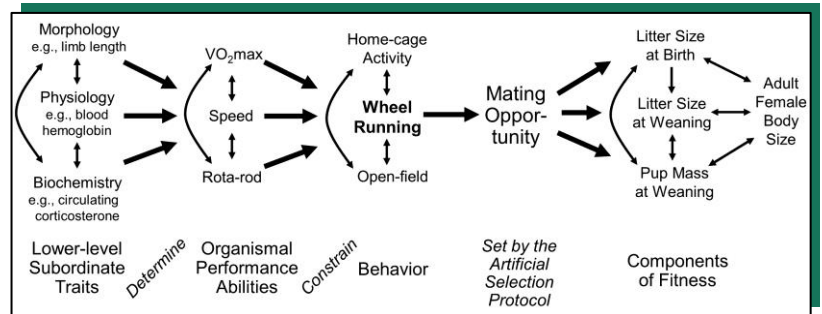 Morphology
e.g., limb length
Physiology
e.g., blood
hemoglobin
Biochemistry
e.g., circulating
corticosterone
Lower-level
Subordinate
Traits
Determine
VO₂max
Speed
Rota-rod
Organismal
Performance
Abilities
Constrain
Home-cage
Activity
Wheel
Running
Open-field
Behavior
Mating
Oppor-
tunity
Set by the
Artificial
Selection
Protocol
Litter Size
at Birth
Litter Size
at Weaning
Pup Mass
at Weaning
Adult
Female
Body
Size
Components
of Fitness